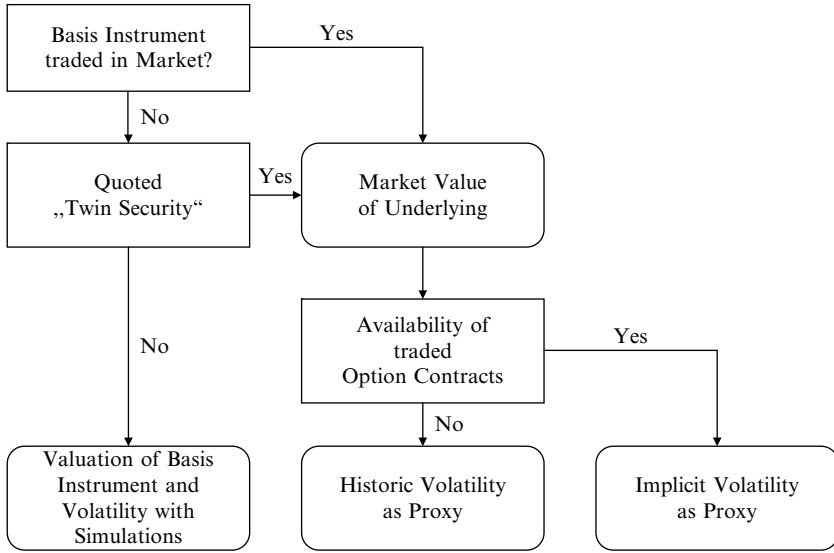 Basis Instrument
traded in Market?
Yes
No
Quoted
„Twin Security“
Yes
Market Value
of Underlying
No
Availability of
traded
Option Contracts
Yes
No
Valuation of Basis
Instrument and
Volatility with
Simulations
Historic Volatility
as Proxy
Implicit Volatility
as Proxy